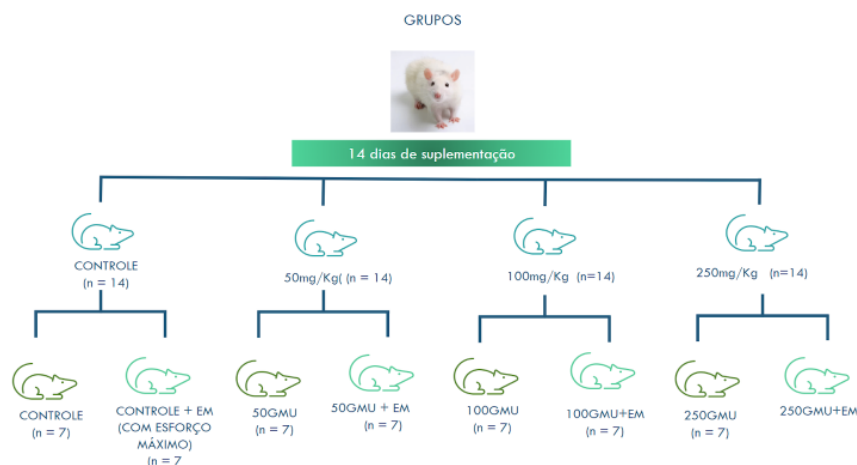 GRUPOS
14 dias de suplementação
CONTROLE
(n = 14)
50mg/Kg( (n = 14)
100mg/Kg (n=14)
250mg/Kg (n=14)
CONTROLE
(n = 7)
CONTROLE + EM
(COM ESFORÇO
MÁXIMO)
(n = 7
50GMU
(n = 7)
50GMU + EM
(n = 7)
100GMU
(n = 7)
100GMU+EM
(n = 7)
250GMU
(n = 7)
250GMU+EM